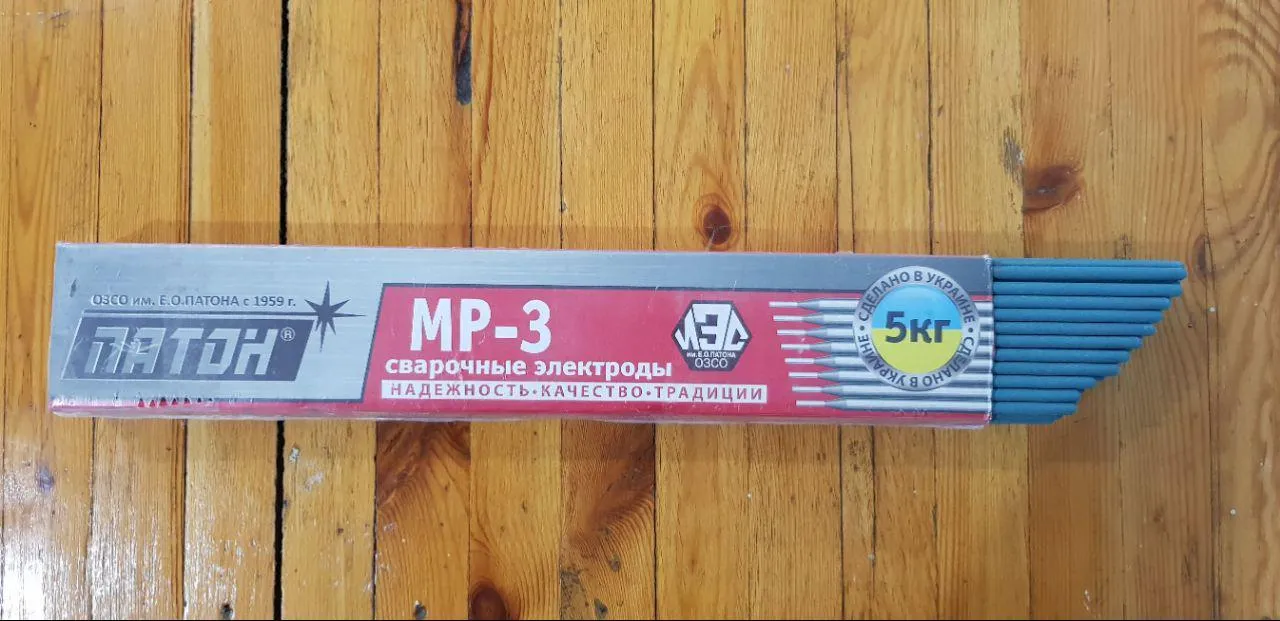 ОЗСО им. Е.О.ПАТОНА с 1959 г.
ПАТОН®
МР-3
сварочные электроды
НАДЕЖНОСТЬ•КАЧЕСТВО•ТРАДИЦИИ
ИЭС
им. Е.О.ПАТОНА
ОЗСО
СДЕЛАНО В УКРАИНЕ • СДЕЛАНО В УКРАИНЕ •
5кг